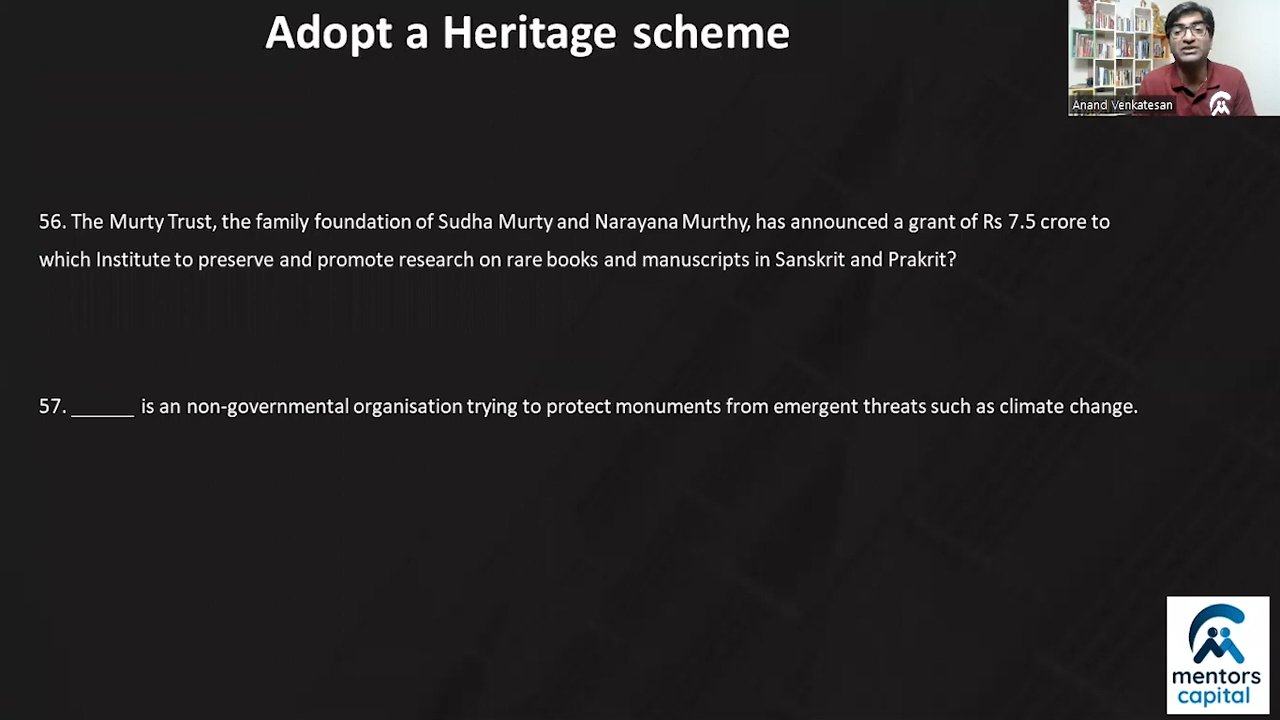 Adopt a Heritage scheme
Anand Venkatesan
56. The Murty Trust, the family foundation of Sudha Murty and Narayana Murthy, has announced a grant of Rs 7.5 crore to
which Institute to preserve and promote research on rare books and manuscripts in Sanskrit and Prakrit?
57. ______ is an non-governmental organisation trying to protect monuments from emergent threats such as climate change.
mentors
capital